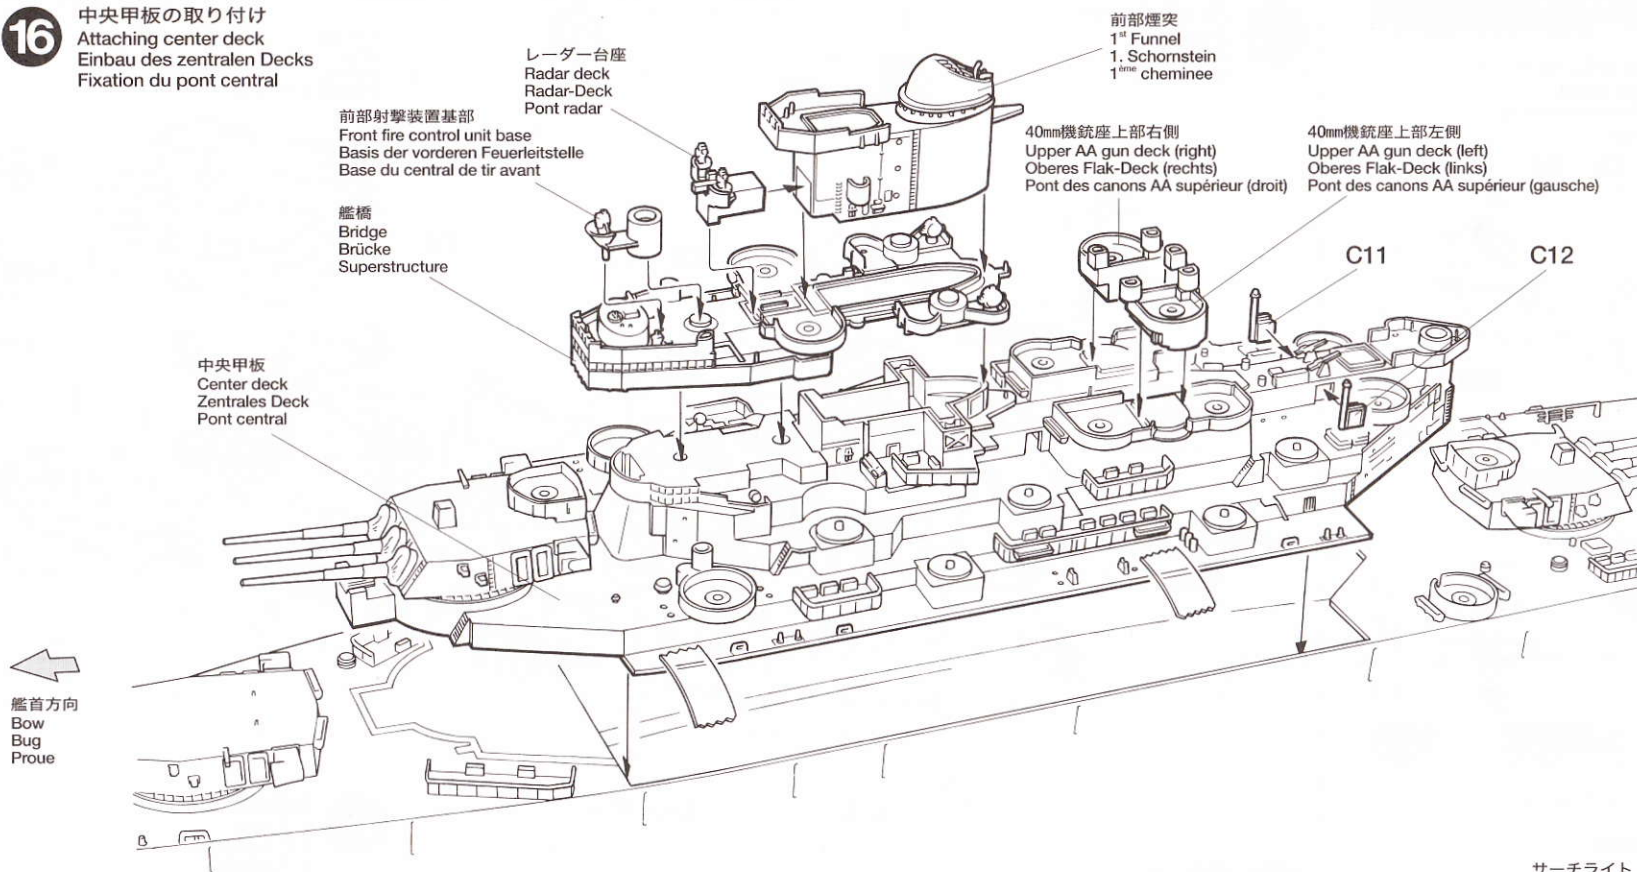 16
中央甲板の取り付け
Attaching center deck
Einbau des zentralen Decks
Fixation du pont central
レーダー台座
Radar deck
Radar-Deck
Pont radar
前部煙突
1st Funnel
1. Schornstein
1ème cheminee
前部射撃装置基部
Front fire control unit base
Basis der vorderen Feuerleitstelle
Base du central de tir avant
40mm機銃座上部右側
Upper AA gun deck (right)
Oberes Flak-Deck (rechts)
Pont des canons AA supérieur (droit)
40mm機銃座上部左側
Upper AA gun deck (left)
Oberes Flak-Deck (links)
Pont des canons AA supérieur (gausche)
艦橋
Bridge
Brücke
Superstructure
C11
C12
中央甲板
Center deck
Zentrales Deck
Pont central
艦首方向
Bow
Bug
Proue
サーチライト